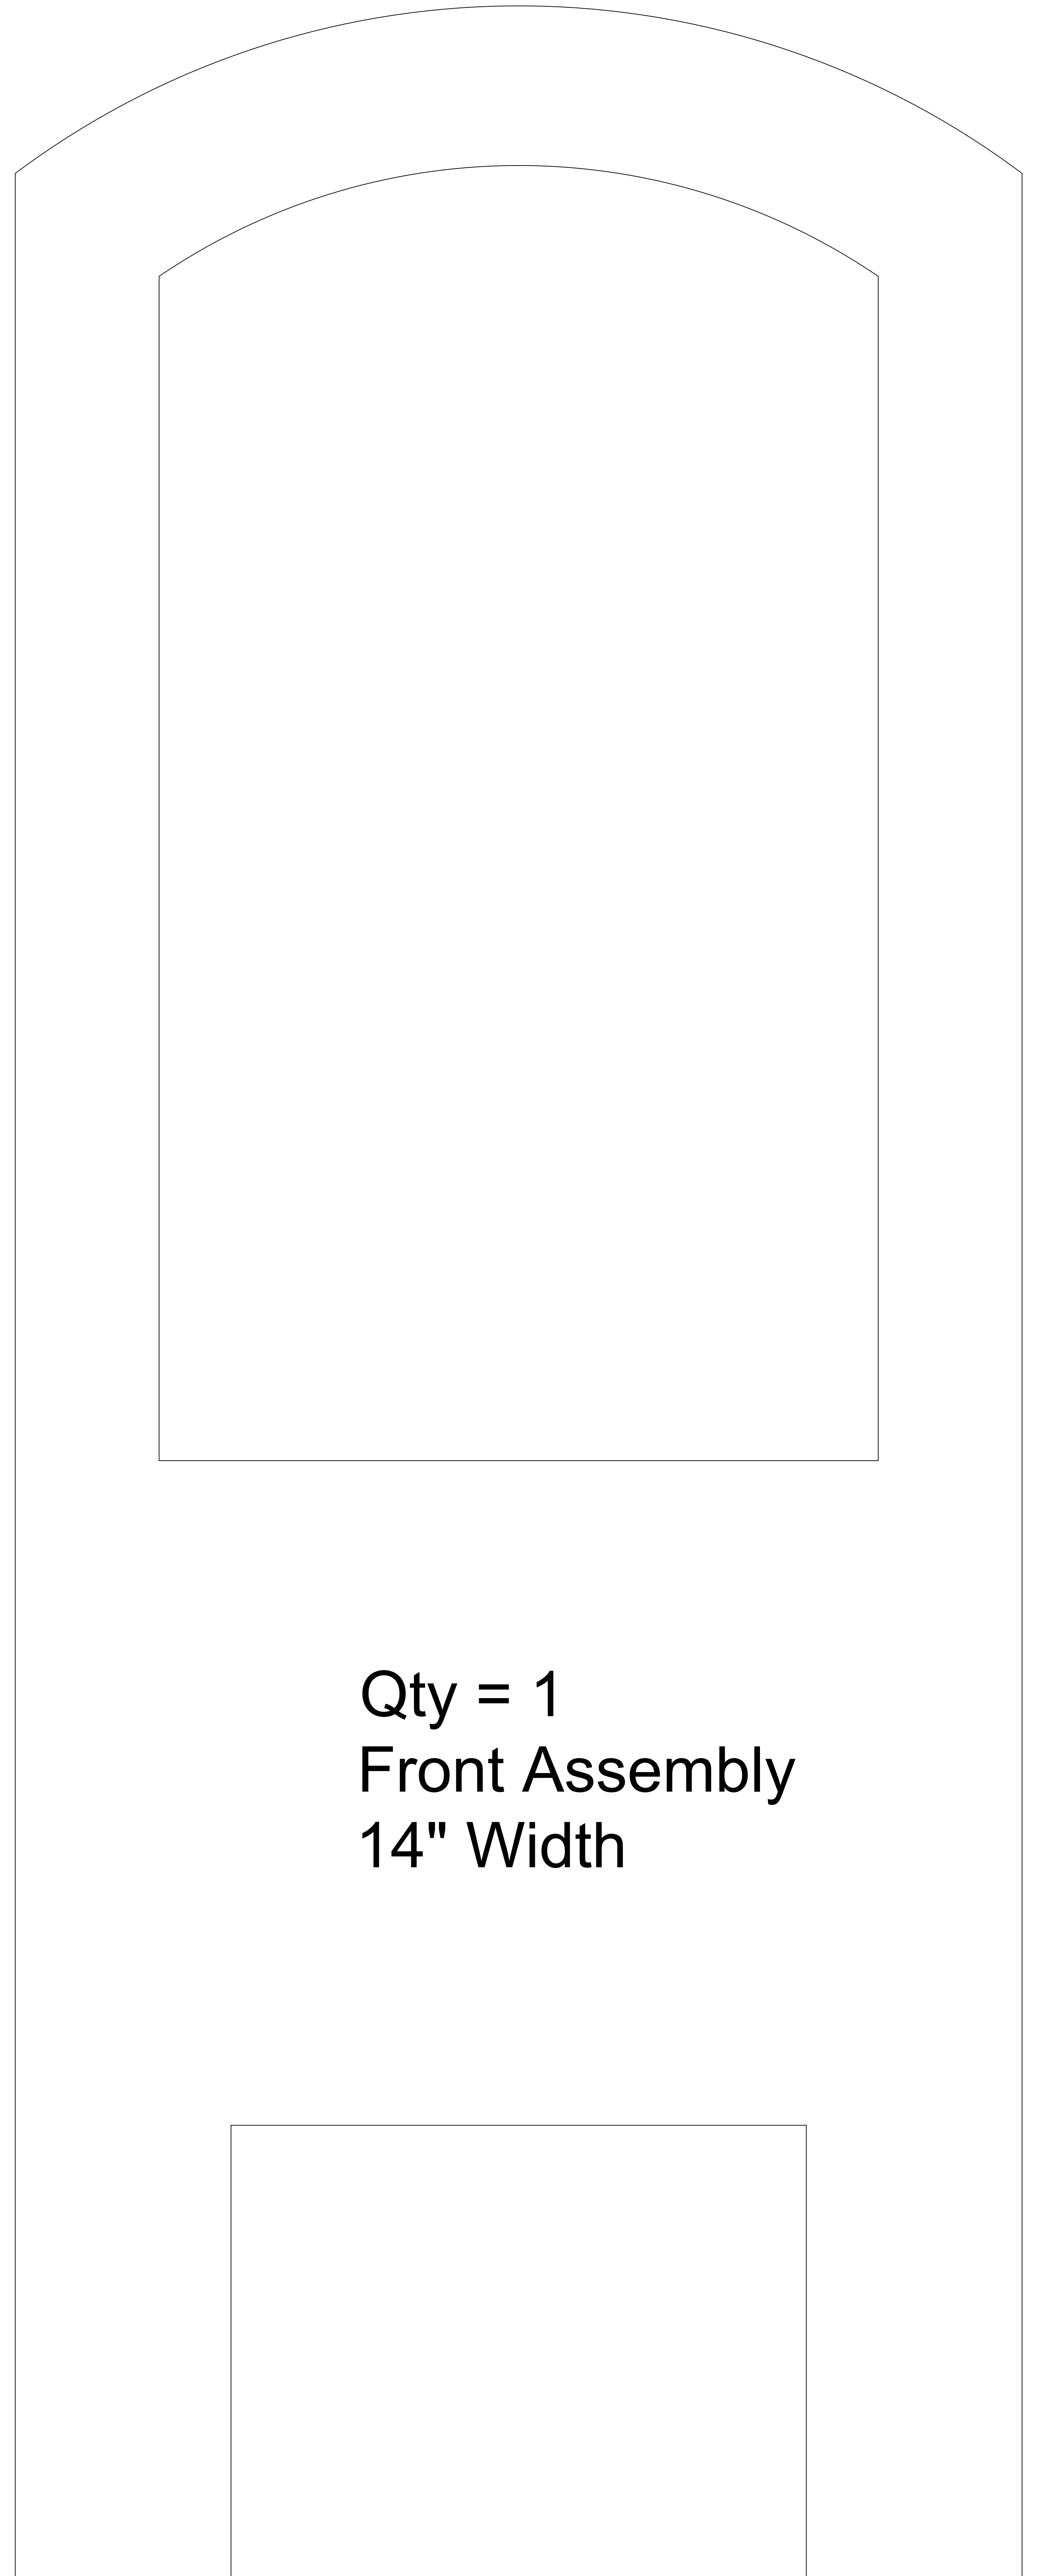 Qty = 1
Front Assembly
14" Width